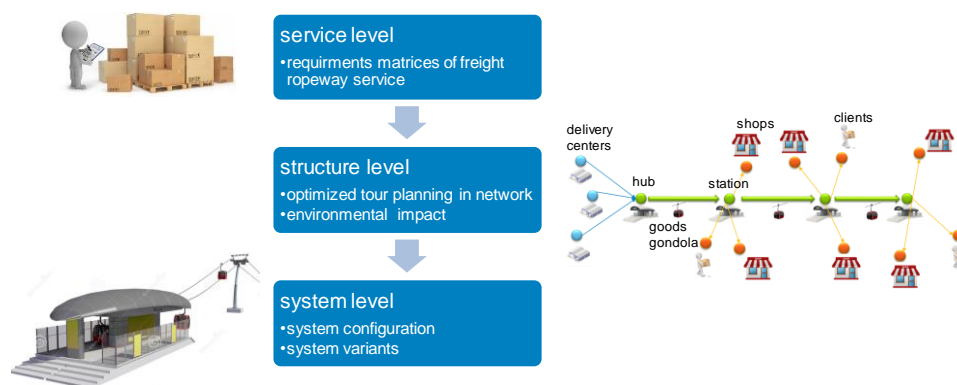 service level
•requirments matrices of freight
ropeway service
structure level
•optimized tour planning in network
•environmental impact
system level
•system configuration
•system variants
delivery
centers
hub
shops
station
clients
goods
gondola